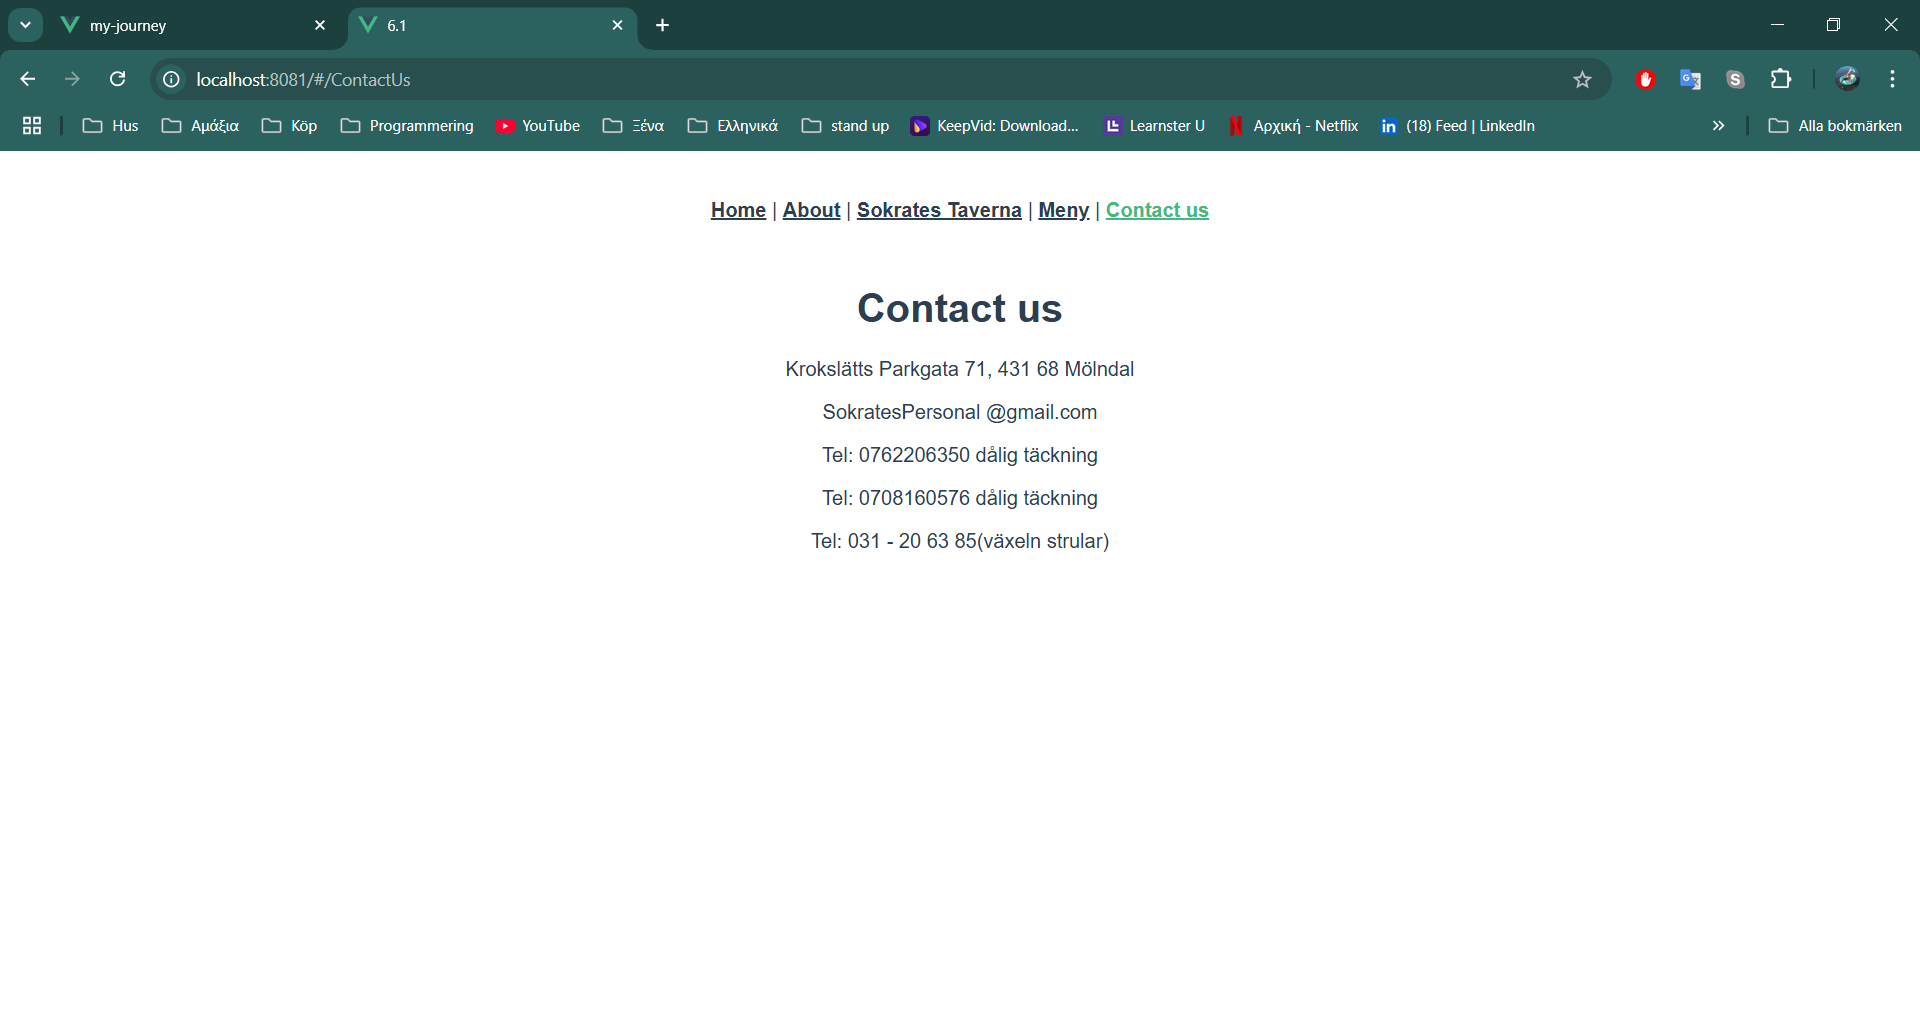 my-journey
6.1
localhost:8081/#/ContactUs
Hus Αμάξια Köp Programmering YouTube Ξένα Ελληνικά stand up KeepVid: Download... Learnster U Αρχική - Netflix (18) Feed | LinkedIn Alla bokmärken
Home | About | Sokrates Taverna | Meny | Contact us
Contact us
Krokslätts Parkgata 71, 431 68 Mölndal
SokratesPersonal @gmail.com
Tel: 0762206350 dålig täckning
Tel: 0708160576 dålig täckning
Tel: 031 - 20 63 85(växeln strular)